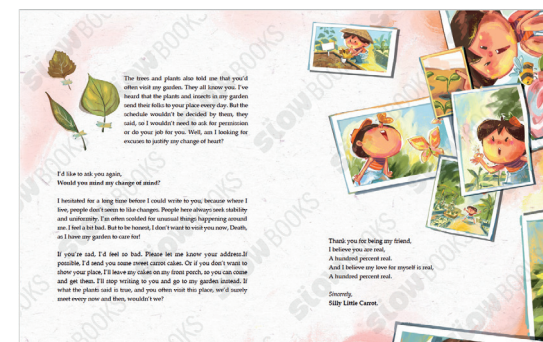 The trees and plants also told me that you'd
often visit my garden. They all know you. I've
heard that the plants and insects in my garden
send their folks to your place every day. But the
schedule wouldn't be decided by them, they
said, so I wouldn't need to ask for permission
or do your job for you. Well, am I looking for
excuses to justify my change of heart?
I'd like to ask you again,
Would you mind my change of mind?
I hesitated for a long time before I could write to you, because where I
live, people don't seem to like changes. People here always seek stability
and uniformity. I'm often scolded for unusual things happening around
me. I feel a bit bad. But to be honest, I don't want to visit you now, Death,
as I have my garden to care for!
If you're sad, I'd feel so bad. Please let me know your address.If
possible, I'd send you some sweet carrot cakes. Or if you don't want to
show your place, I'll leave my cakes on my front porch, so you can come
and get them. I'll stop writing to you and go to my garden instead. If
what the plants said is true, and you often visit this place, we'd surely
meet every now and then, wouldn't we?
Thank you for being my friend,
I believe you are real,
A hundred percent real.
And I believe my love for myself is real,
A hundred percent real.
Sincerely,
Silly Little Carrot.
slow BOOKS
slow BOOKS
slow BOOKS
slow BOOKS
slow BOOKS
slow BOOKS